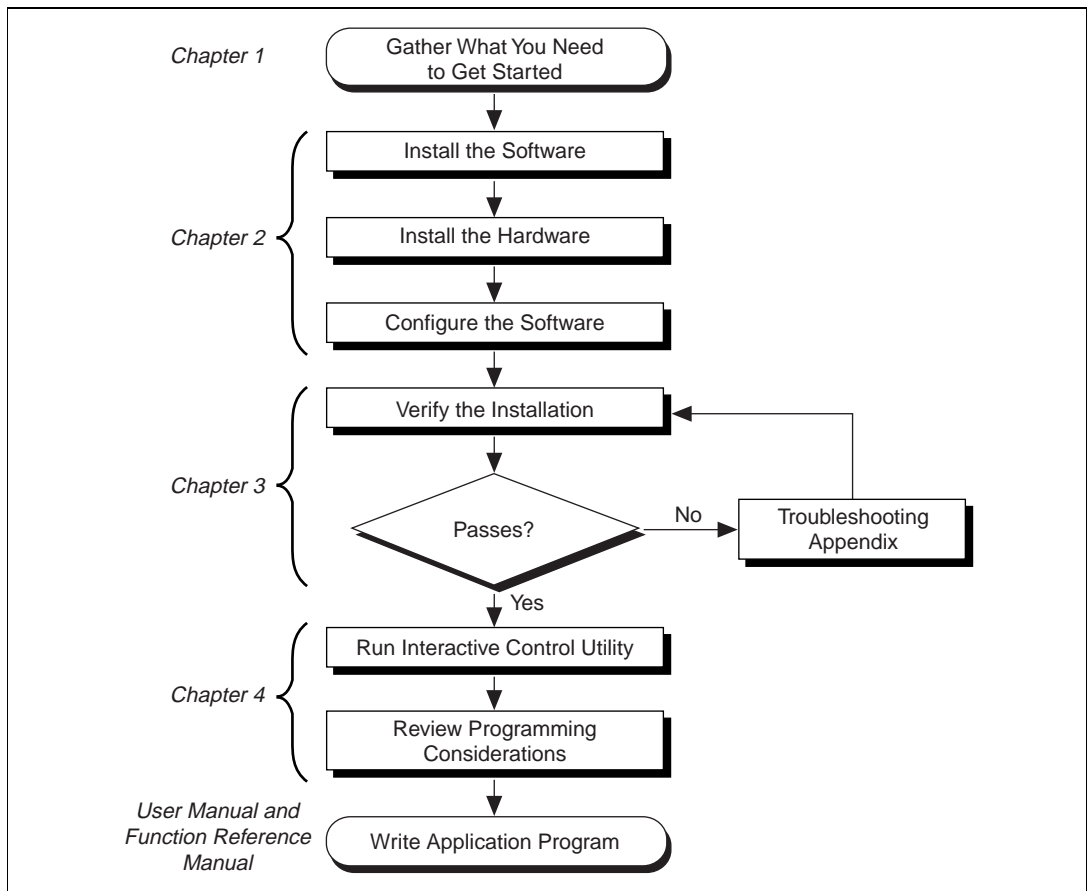 Chapter 1
Gather What You Need
to Get Started
Install the Software
Chapter 2
Install the Hardware
Configure the Software
Verify the Installation
Chapter 3
Passes?
No
Troubleshooting
Appendix
Yes
Run Interactive Control Utility
Chapter 4
Review Programming
Considerations
User Manual and
Function Reference
Manual
Write Application Program